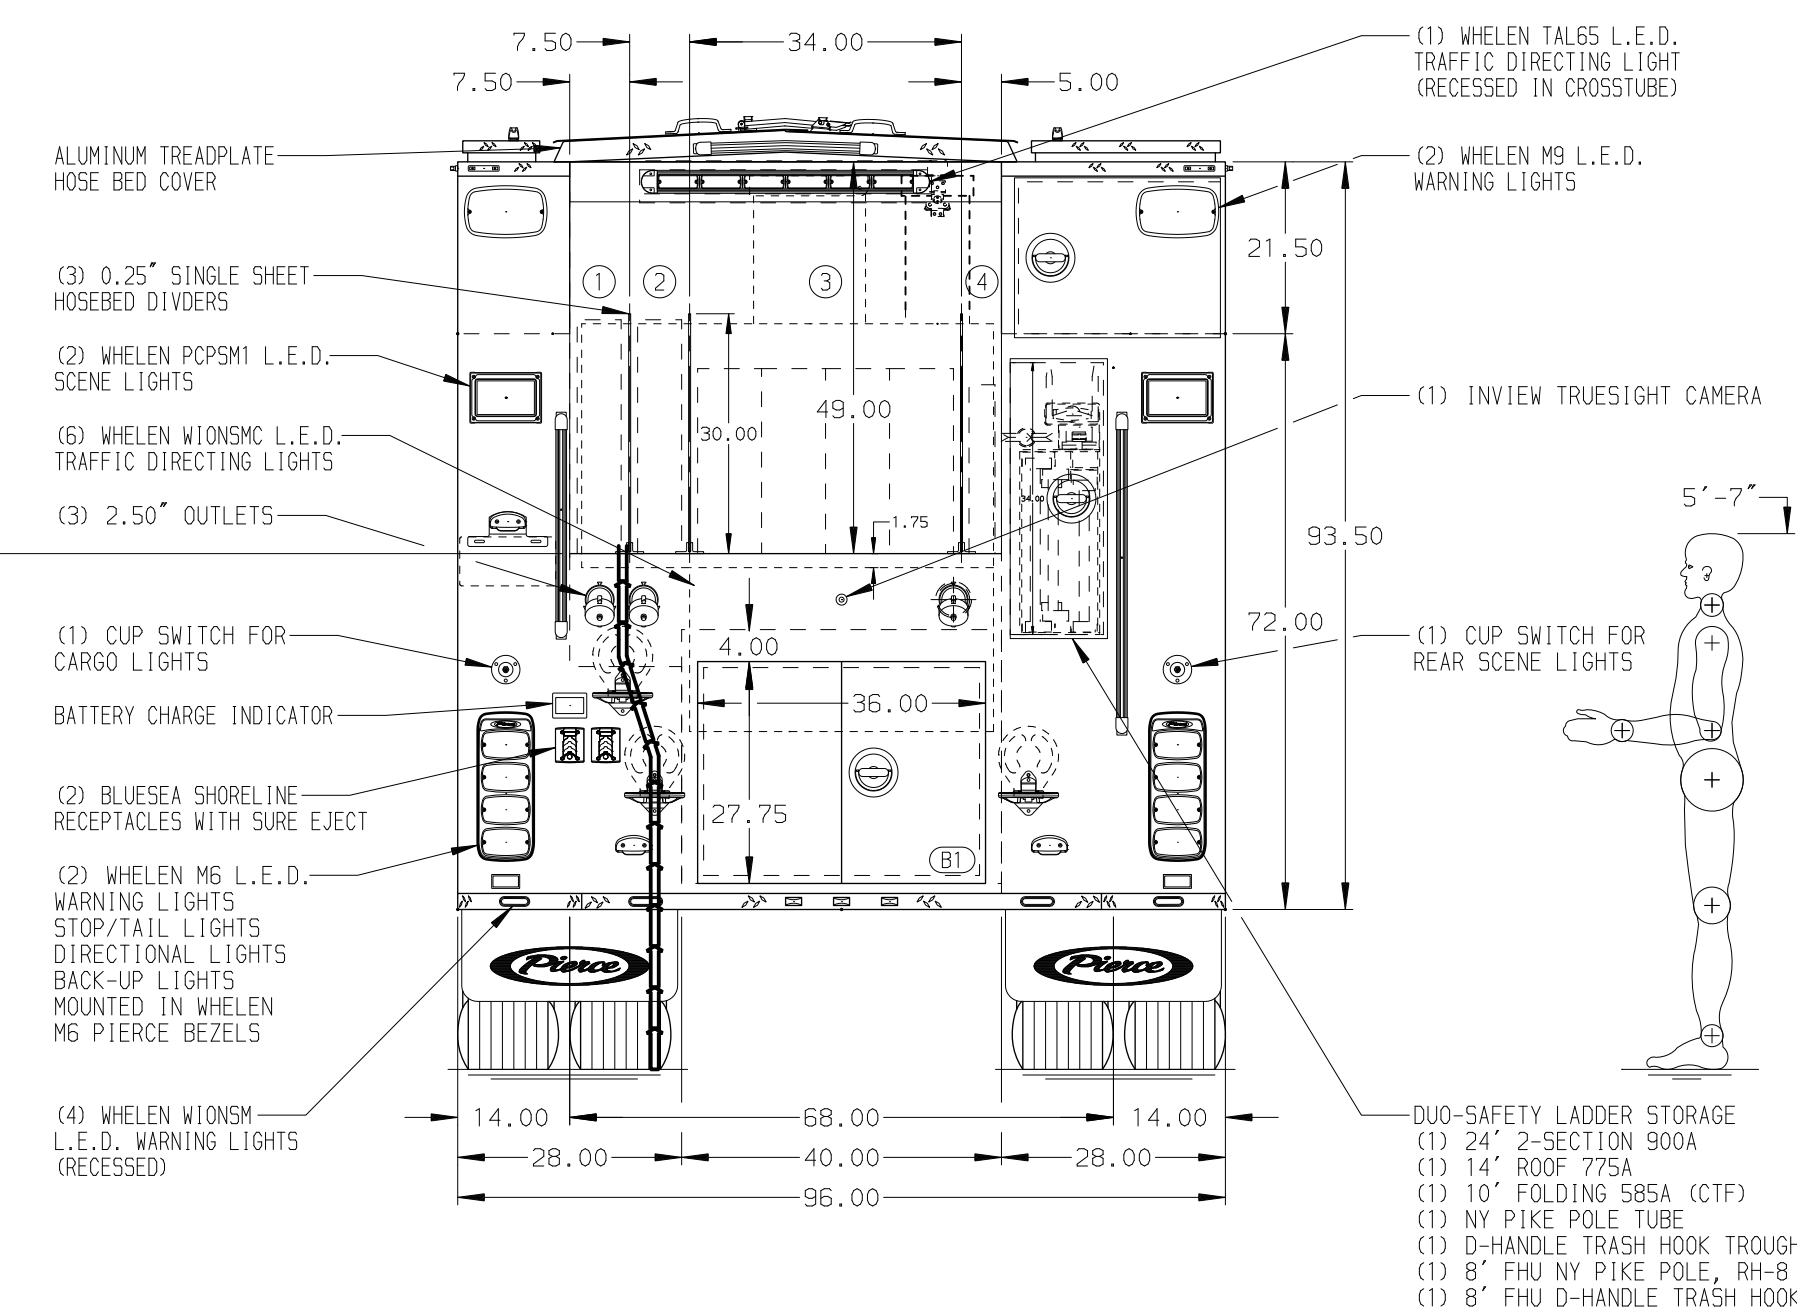 7.50
34.00
7.50
5.00
(1) WHELEN TAL65 L.E.D.
TRAFFIC DIRECTING LIGHT
(RECESSED IN CROSSTUBE)
ALUMINUM TREADPLATE
HOSE BED COVER
(2) WHELEN M9 L.E.D.
WARNING LIGHTS
21.50
(3) 0.25" SINGLE SHEET
HOSEBED DIVDERS
1
2
3
4
(2) WHELEN PCPSM1 L.E.D.
SCENE LIGHTS
(1) INVIEW TRUESIGHT CAMERA
49.00
30.00
(6) WHELEN WIONSMC L.E.D.
TRAFFIC DIRECTING LIGHTS
34.00
5'-7"
(3) 2.50" OUTLETS
1.75
93.50
72.00
(1) CUP SWITCH FOR
CARGO LIGHTS
4.00
(1) CUP SWITCH FOR
REAR SCENE LIGHTS
BATTERY CHARGE INDICATOR
36.00
Pierce
Pierce
(2) BLUESEA SHORELINE
RECEPTACLES WITH SURE EJECT
27.75
B1
(2) WHELEN M6 L.E.D.
WARNING LIGHTS
STOP/TAIL LIGHTS
DIRECTIONAL LIGHTS
BACK-UP LIGHTS
MOUNTED IN WHELEN
M6 PIERCE BEZELS
Pierce
Pierce
(4) WHELEN WIONSM
L.E.D. WARNING LIGHTS
(RECESSED)
14.00
68.00
14.00
28.00
40.00
28.00
96.00
DUO-SAFETY LADDER STORAGE
(1) 24' 2-SECTION 900A
(1) 14' ROOF 775A
(1) 10' FOLDING 585A (CTF)
(1) NY PIKE POLE TUBE
(1) D-HANDLE TRASH HOOK TROUGH
(1) 8' FHU NY PIKE POLE, RH-8
(1) 8' FHU D-HANDLE TRASH HOOK